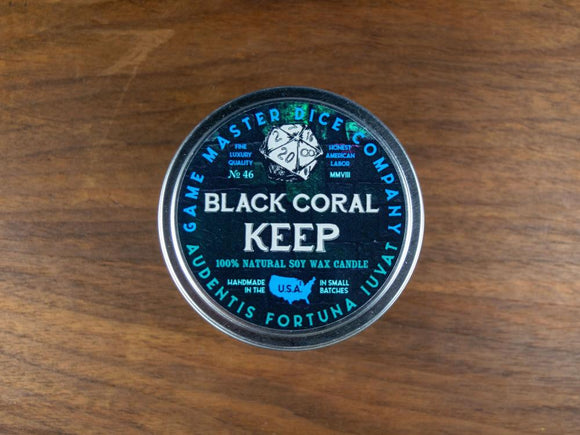 GAME MASTER DICE COMPANY
FINE
LUXURY
QUALITY
№ 46
20
8
HONEST
AMERICAN
LABOR
MMVIII
BLACK CORAL
KEEP
100% NATURAL SOY WAX CANDLE
HANDMADE
IN THE
U.S.A.
IN SMALL
BATCHES
AUDENTIS FORTUNA IUVAT